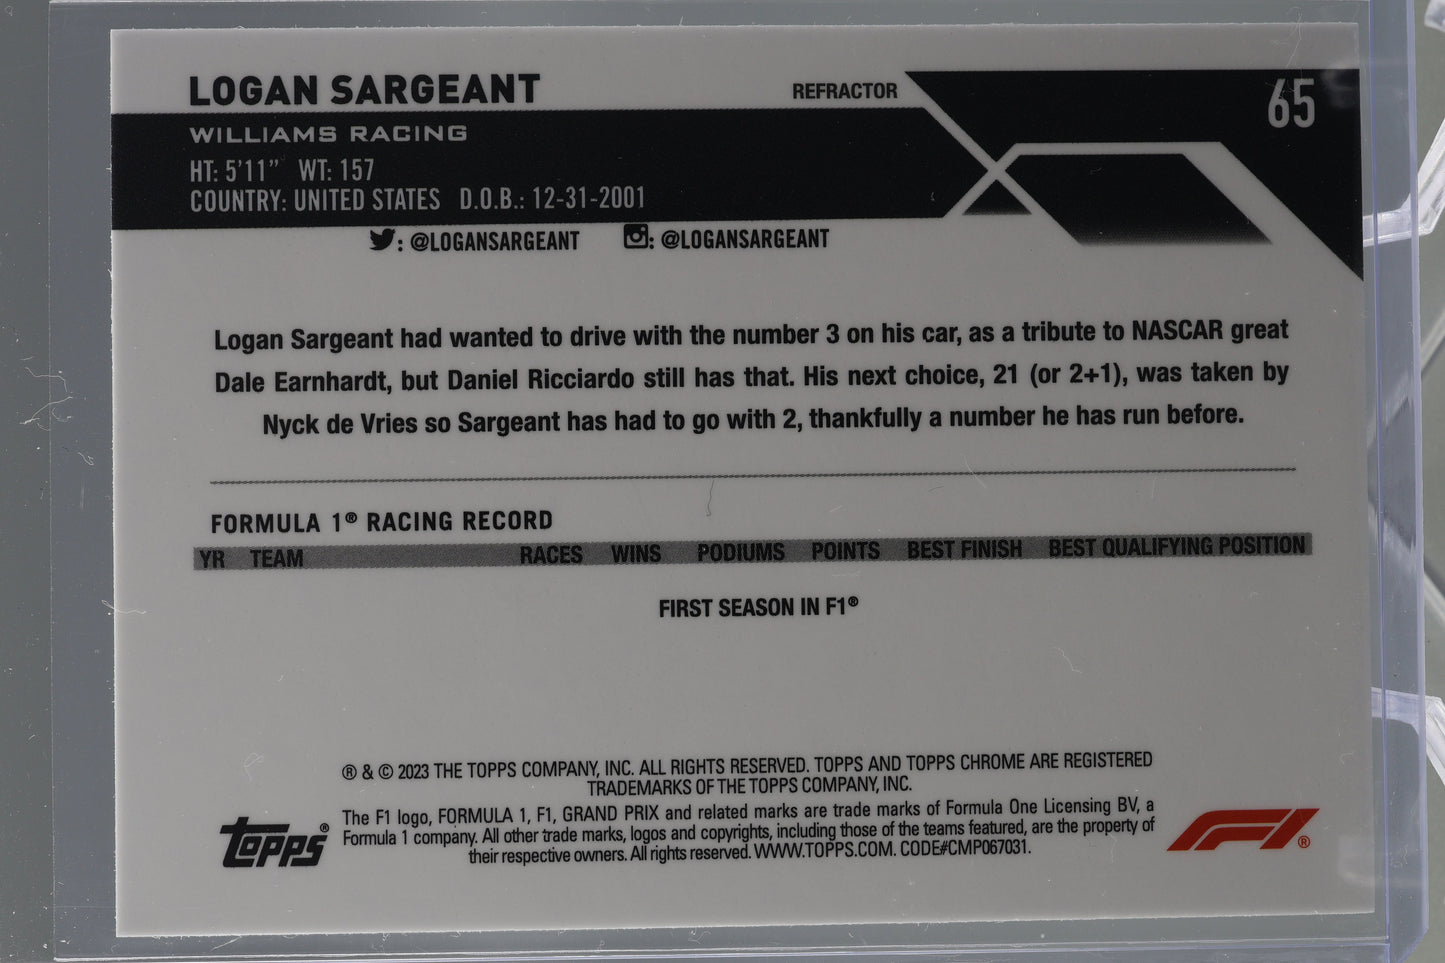 LOGAN SARGEANT
REFRACTOR
65
WILLIAMS RACING
HT: 5'11" WT: 157
COUNTRY: UNITED STATES D.O.B.: 12-31-2001
: @LOGANSARGEANT : @LOGANSARGEANT
Logan Sargeant had wanted to drive with the number 3 on his car, as a tribute to NASCAR great
Dale Earnhardt, but Daniel Ricciardo still has that. His next choice, 21 (or 2+1), was taken by
Nyck de Vries so Sargeant has had to go with 2, thankfully a number he has run before.
FORMULA 1® RACING RECORD
YR TEAM RACES WINS PODIUMS POINTS BEST FINISH BEST QUALIFYING POSITION
FIRST SEASON IN F1®
® & © 2023 THE TOPPS COMPANY, INC. ALL RIGHTS RESERVED. TOPPS AND TOPPS CHROME ARE REGISTERED
TRADEMARKS OF THE TOPPS COMPANY, INC.
The F1 logo, FORMULA 1, F1, GRAND PRIX and related marks are trade marks of Formula One Licensing BV, a
Formula 1 company. All other trade marks, logos and copyrights, including those of the teams featured, are the property of
their respective owners. All rights reserved. WWW.TOPPS.COM. CODE#CMP067031.
topps®
F1®